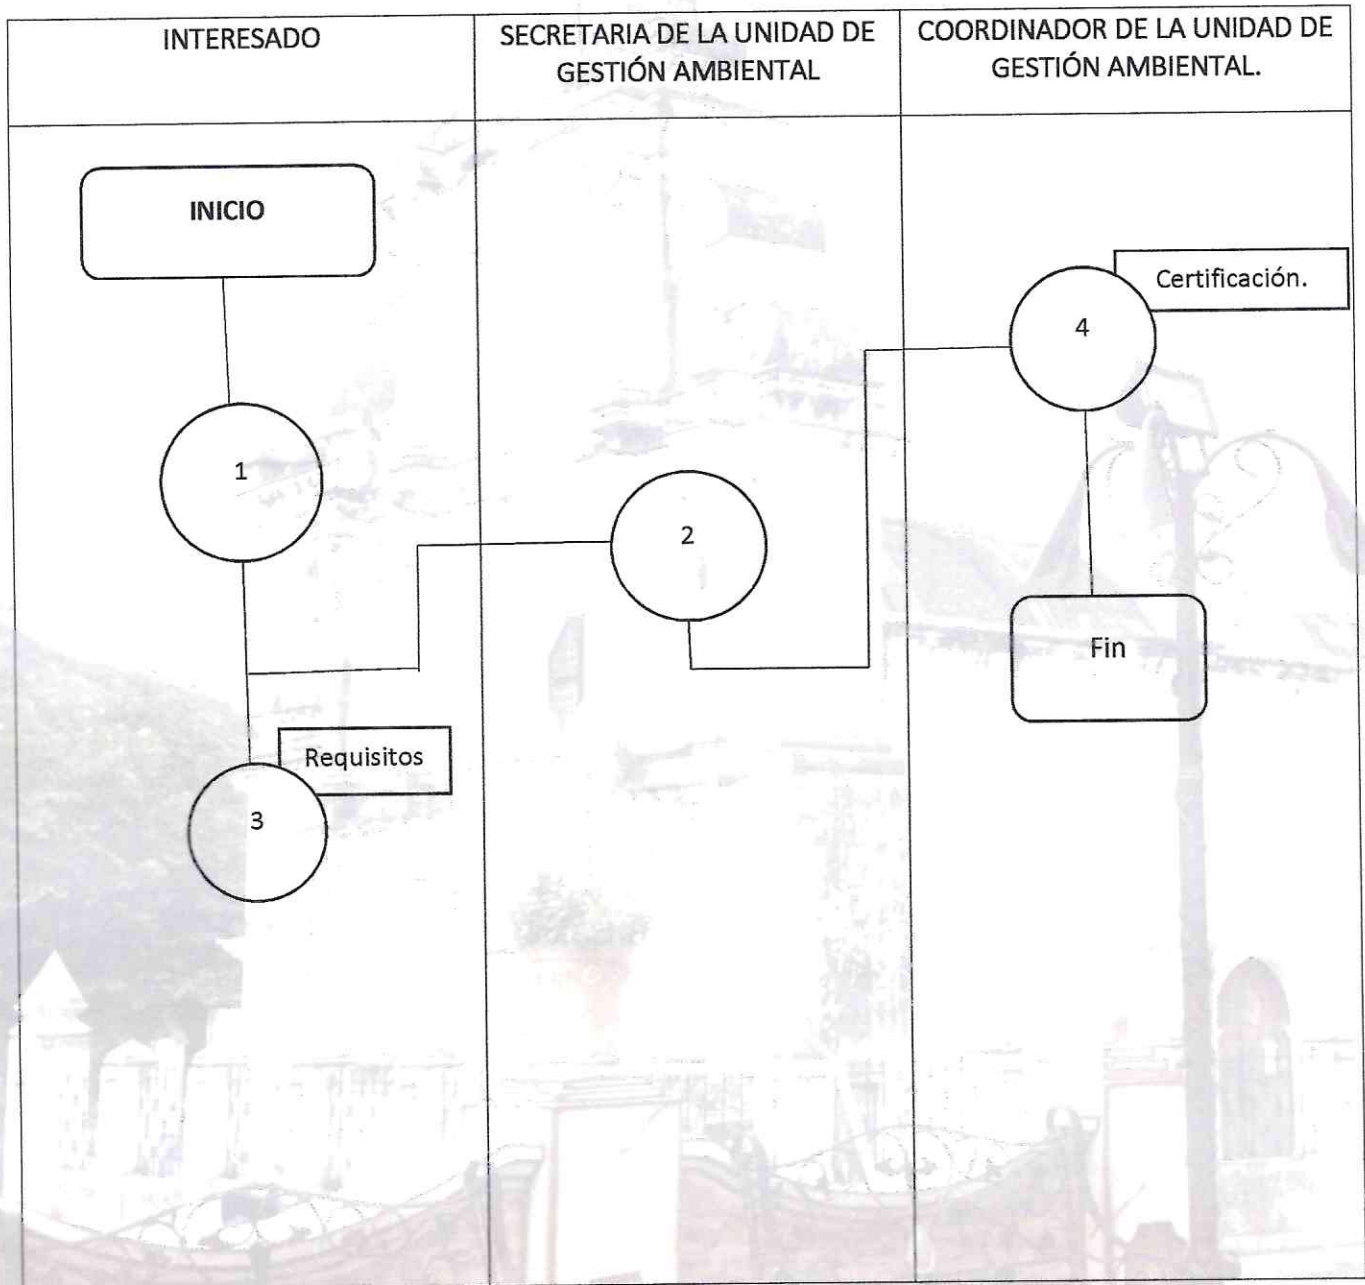 INTERESADO
SECRETARIA DE LA UNIDAD DE
GESTIÓN AMBIENTAL
COORDINADOR DE LA UNIDAD DE
GESTIÓN AMBIENTAL.
INICIO
Certificación.
4
1
2
Fin
Requisitos
3